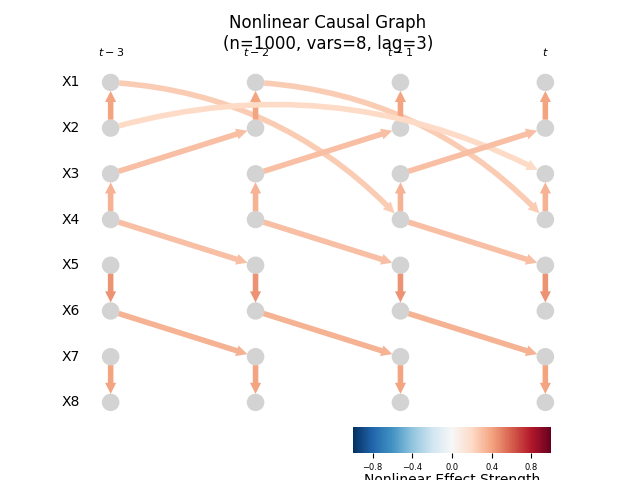 Nonlinear Causal Graph
(n=1000, vars=8, lag=3)
t − 3
t − 2
t − 1
t
X1
X2
X3
X4
X5
X6
X7
X8
−0.8
−0.4
0.0
0.4
0.8
Nonlinear Effect Strength